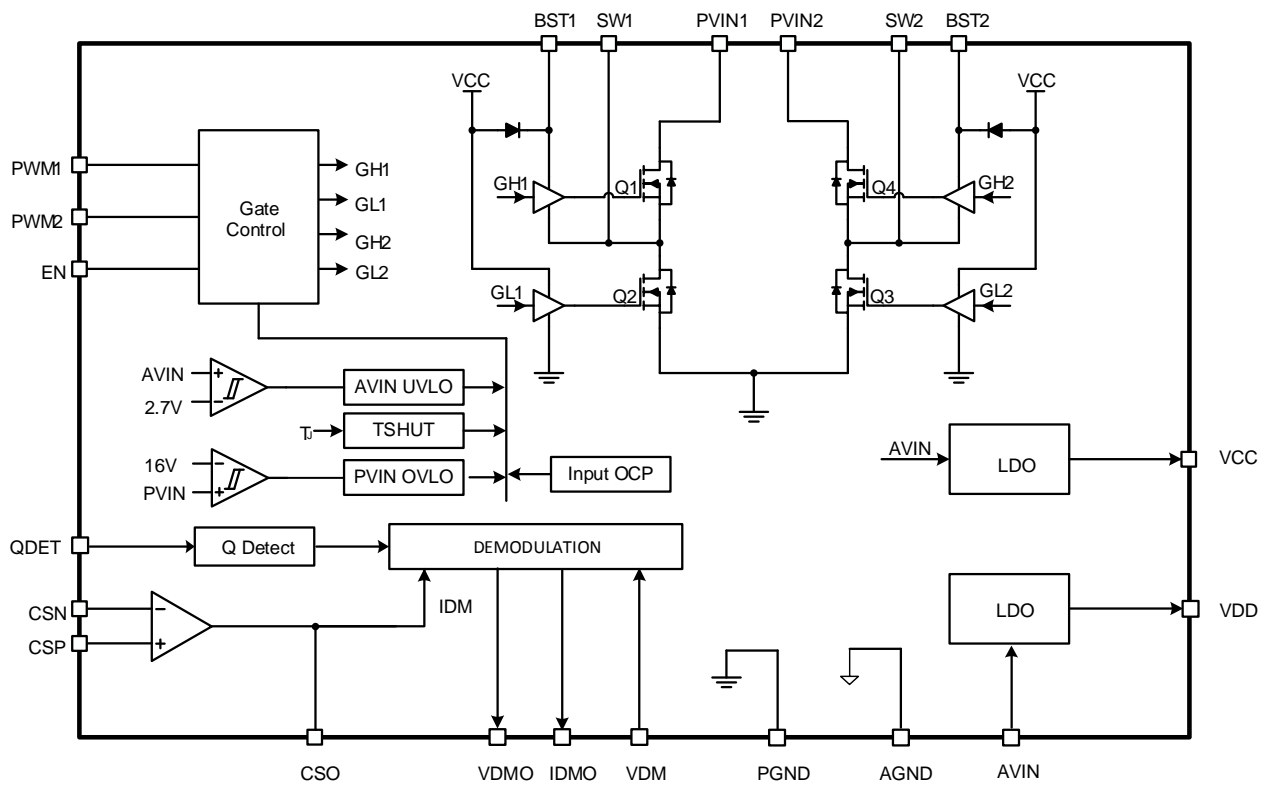 BST1 SW1 PVIN1 PVIN2 SW2 BST2
VCC VCC
PWM1
PWM2
EN
Gate
Control
GH1
GL1
GH2
GL2
GH1 Q1 Q4 GH2
GL1 Q2 Q3 GL2
AVIN + AVIN UVLO
2.7V −
TJ TSHUT
16V − PVIN OVLO Input OCP
PVIN +
AVIN LDO VCC
QDET Q Detect DEMODULATION
IDM
CSN −
CSP +
LDO VDD
CSO VDMO IDMO VDM PGND AGND AVIN